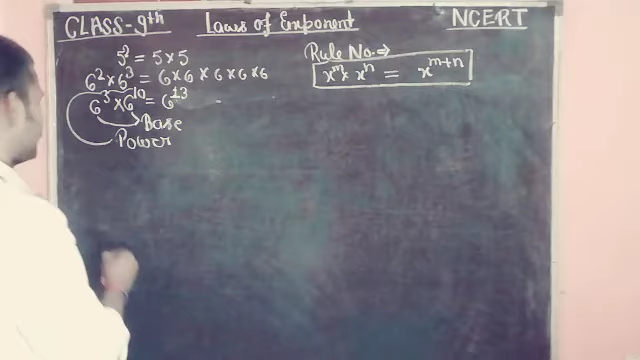 CLASS-9th Laws of Exponent NCERT
5² = 5 × 5
6² × 6³ = 6 × 6 × 6 × 6 × 6
6³ × 6¹⁰ = 6¹³
Base
Power
Rule No. ⇒
xᵐ × xⁿ = xᵐ⁺ⁿ